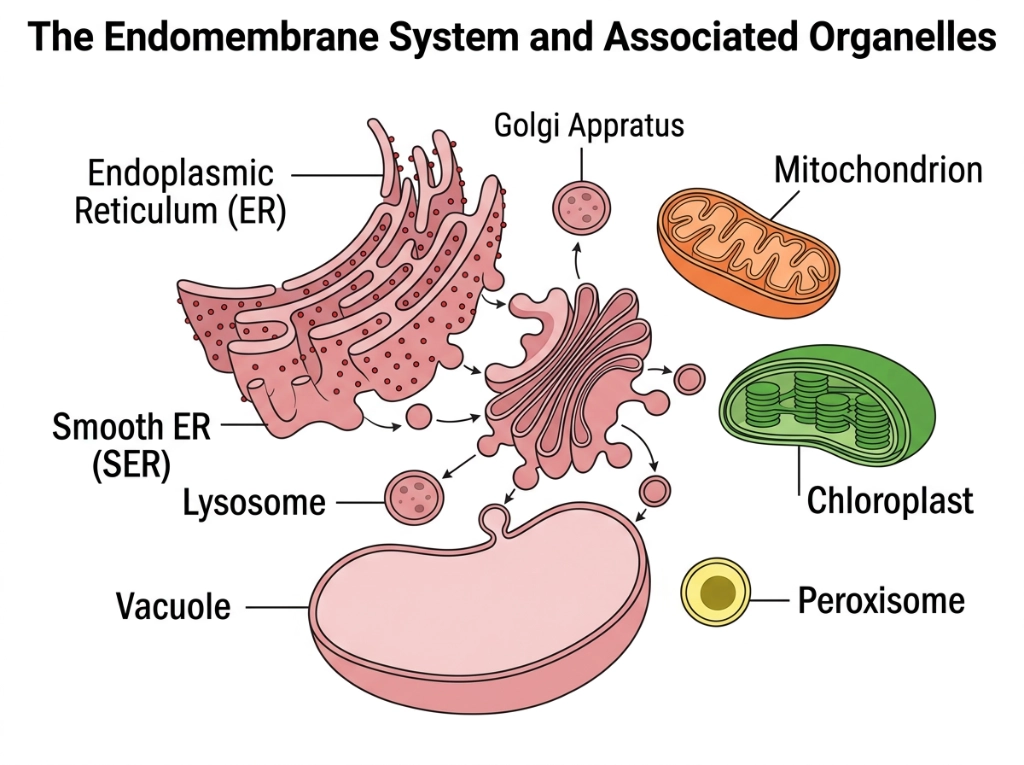 The Endomembrane System and Associated Organelles
Golgi Appratus
Endoplasmic
Reticulum (ER)
Mitochondrion
Smooth ER
(SER)
Lysosome
Chloroplast
Vacuole
Peroxisome